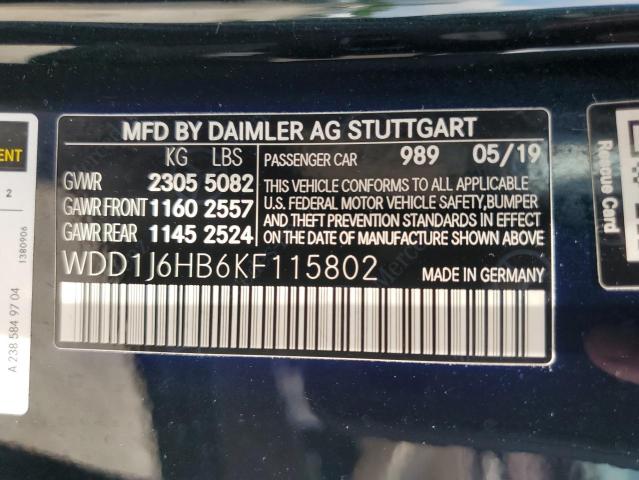 MFD BY DAIMLER AG STUTTGART
KG LBS PASSENGER CAR 989 05/19
GVWR 2305 5082
GAWR FRONT 1160 2557
GAWR REAR 1145 2524
THIS VEHICLE CONFORMS TO ALL APPLICABLE
U.S. FEDERAL MOTOR VEHICLE SAFETY,BUMPER
AND THEFT PREVENTION STANDARDS IN EFFECT
ON THE DATE OF MANUFACTURE SHOWN ABOVE.
WDD1J6HB6KF115802 MADE IN GERMANY
2
1380906
A 238 584 97 04
Rescue Card